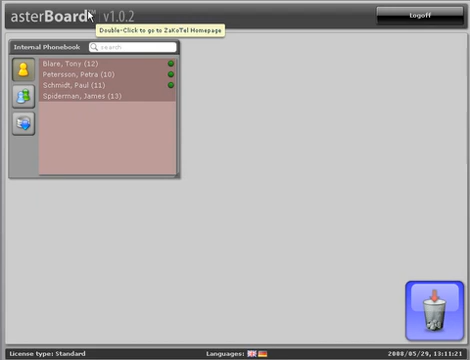 asterBoard™ v1.0.2
Logoff
Double-Click to go to ZaKoTel Homepage
Internal Phonebook
search
Blare, Tony (12)
Petersson, Petra (10)
Schmidt, Paul (11)
Spiderman, James (13)
License type: Standard
Languages:
2008/05/29, 13:11:21